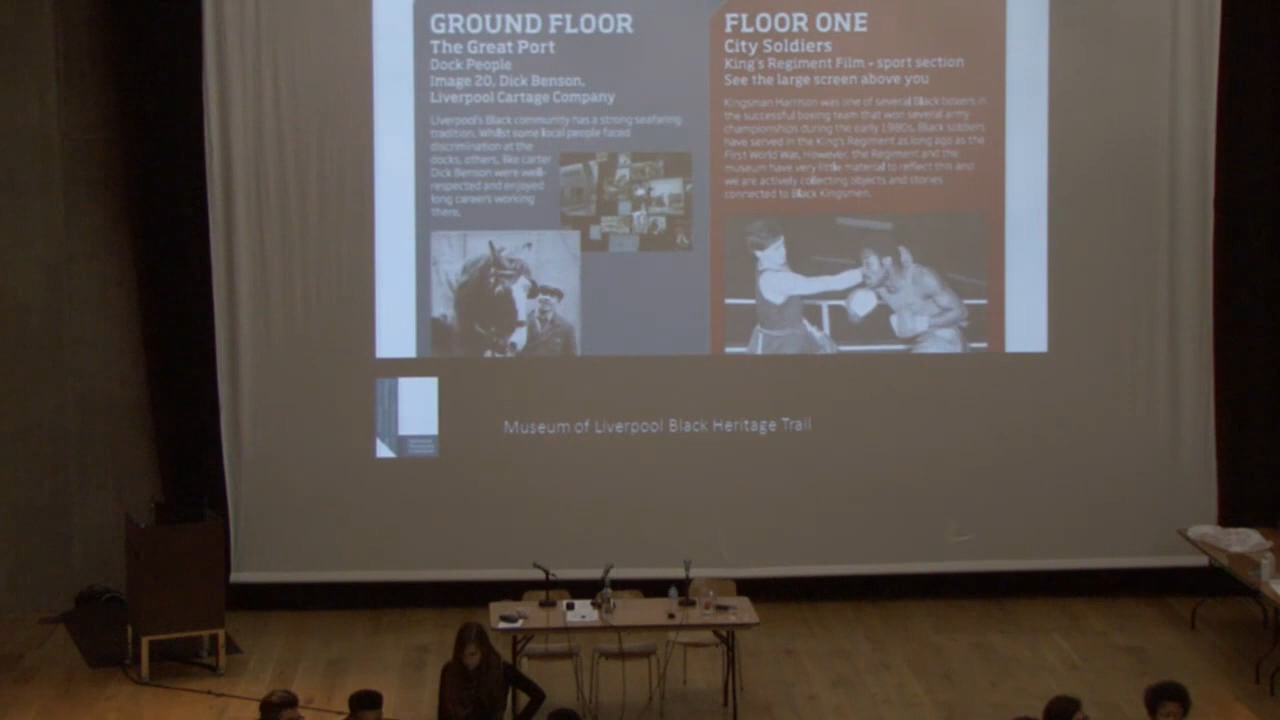 GROUND FLOOR
The Great Port
Dock People
Image 20, Dick Benson,
Liverpool Cartage Company
Liverpool's Black community has a strong seafaring
tradition. Whilst some local people faced
discrimination at the
docks, others, like carter
Dick Benson were well-
respected and enjoyed
long careers working
there.
FLOOR ONE
City Soldiers
King's Regiment Film - sport section
See the large screen above you
Kingsman Harrison was one of several Black boxers in
the successful boxing team that won several army
championships during the early 1980s. Black soldiers
have served in the King's Regiment as long ago as the
First World War. However, the Regiment and the
museum have very little material to reflect this and
we are actively collecting objects and stories
connected to Black Kingsmen.
Museum of Liverpool Black Heritage Trail